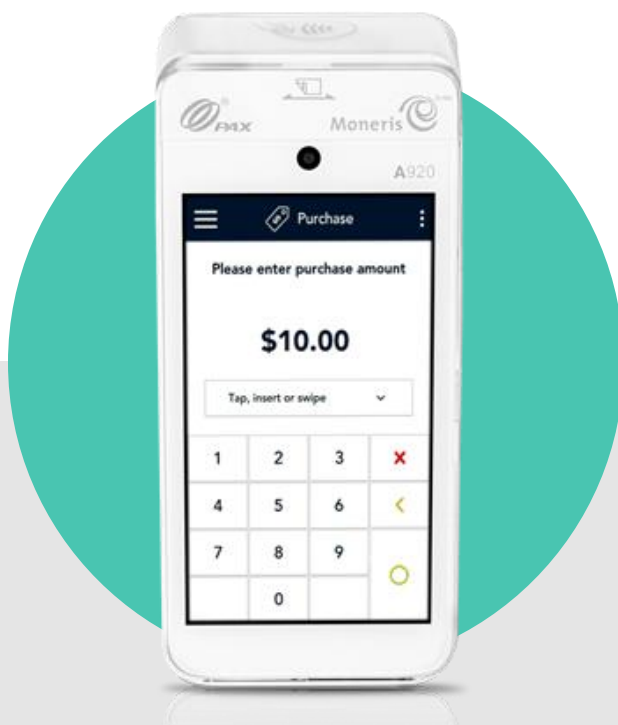 PAX
Moneris
A920
Purchase
Please enter purchase amount
$10.00
Tap, insert or swipe
1 2 3
4 5 6
7 8 9
0